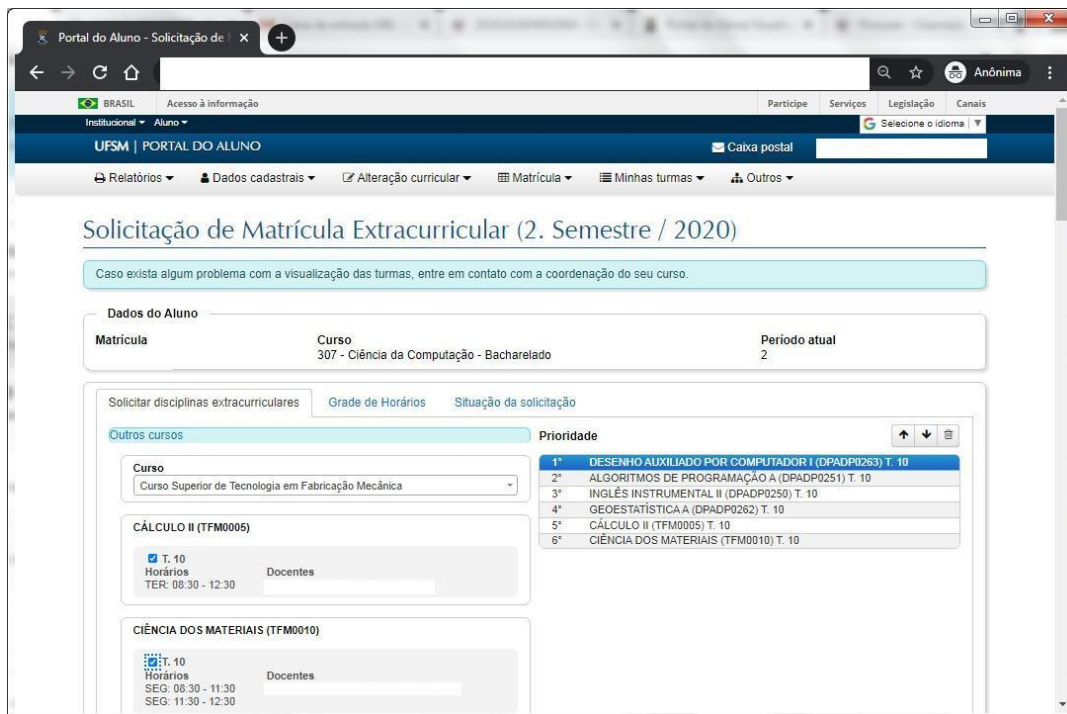 Portal do Aluno - Solicitação de
Anônima
BRASIL Acesso à informação Participe Serviços Legislação Canais
Institucional Aluno Selecione o idioma
UFSM | PORTAL DO ALUNO Caixa postal
Relatórios Dados cadastrais Alteração curricular Matrícula Minhas turmas Outros
Solicitação de Matrícula Extracurricular (2. Semestre / 2020)
Caso exista algum problema com a visualização das turmas, entre em contato com a coordenação do seu curso.
Dados do Aluno
Matrícula Curso Período atual
307 - Ciência da Computação - Bacharelado 2
Solicitar disciplinas extracurriculares Grade de Horários Situação da solicitação
Outros cursos
Curso
Curso Superior de Tecnologia em Fabricação Mecânica
CÁLCULO II (TFM0005)
T. 10
Horários Docentes
TER: 08:30 - 12:30
CIÊNCIA DOS MATERIAIS (TFM0010)
T. 10
Horários Docentes
SEG: 08:30 - 11:30
SEG: 11:30 - 12:30
Prioridade
1° DESENHO AUXILIADO POR COMPUTADOR I (DPADP0263) T. 10
2° ALGORITMOS DE PROGRAMAÇÃO A (DPADP0251) T. 10
3° INGLÊS INSTRUMENTAL II (DPADP0250) T. 10
4° GEOESTATÍSTICA A (DPADP0262) T. 10
5° CÁLCULO II (TFM0005) T. 10
6° CIÊNCIA DOS MATERIAIS (TFM0010) T. 10